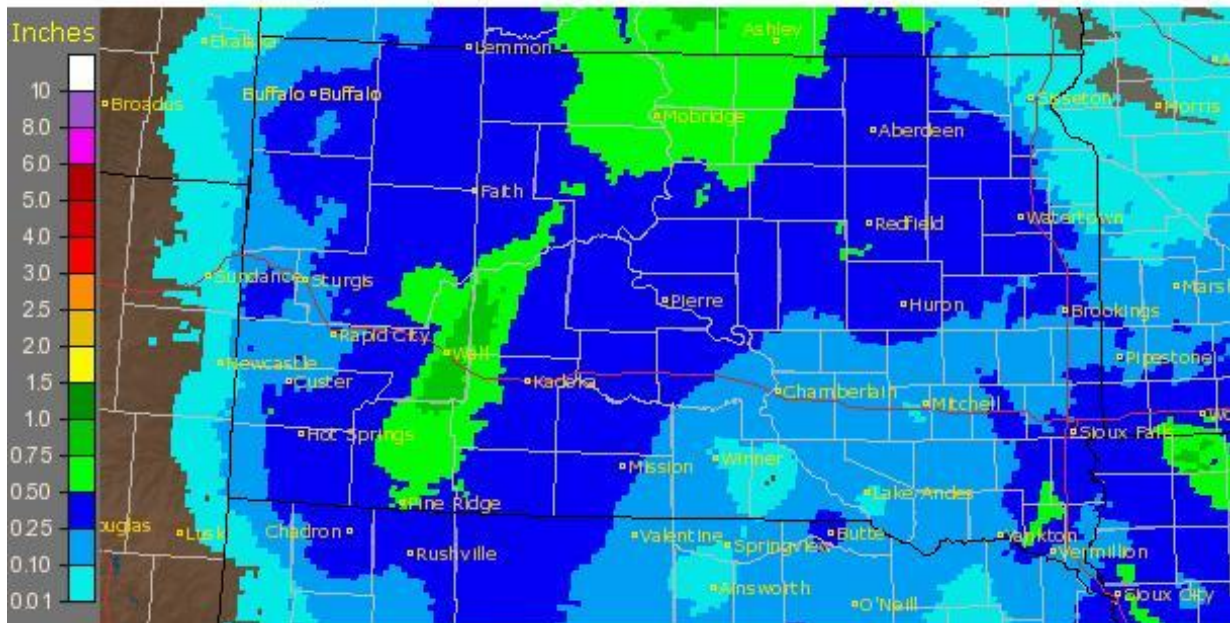 Inches
10
8.0
6.0
5.0
4.0
3.0
2.5
2.0
1.5
1.0
0.75
0.50
0.25
0.10
0.01
Ekalaka
Lemmon
Ashley
Broadus
Buffalo
Buffalo
Mobridge
Aberdeen
Sisseton
Morris
Faith
Redfield
Watertown
Sundance
Sturgis
Pierre
Huron
Brookings
Marsh
Rapid City
Wall
Newcastle
Custer
Kadoka
Chamberlain
Mitchell
Pipestone
Hot Springs
Sioux Falls
Mission
Winner
Lake Andes
Pine Ridge
ouglas
Lusk
Chadron
Rushville
Valentine
Springview
Butte
Yankton
Vermillion
Ainsworth
O'Neill
Sioux City